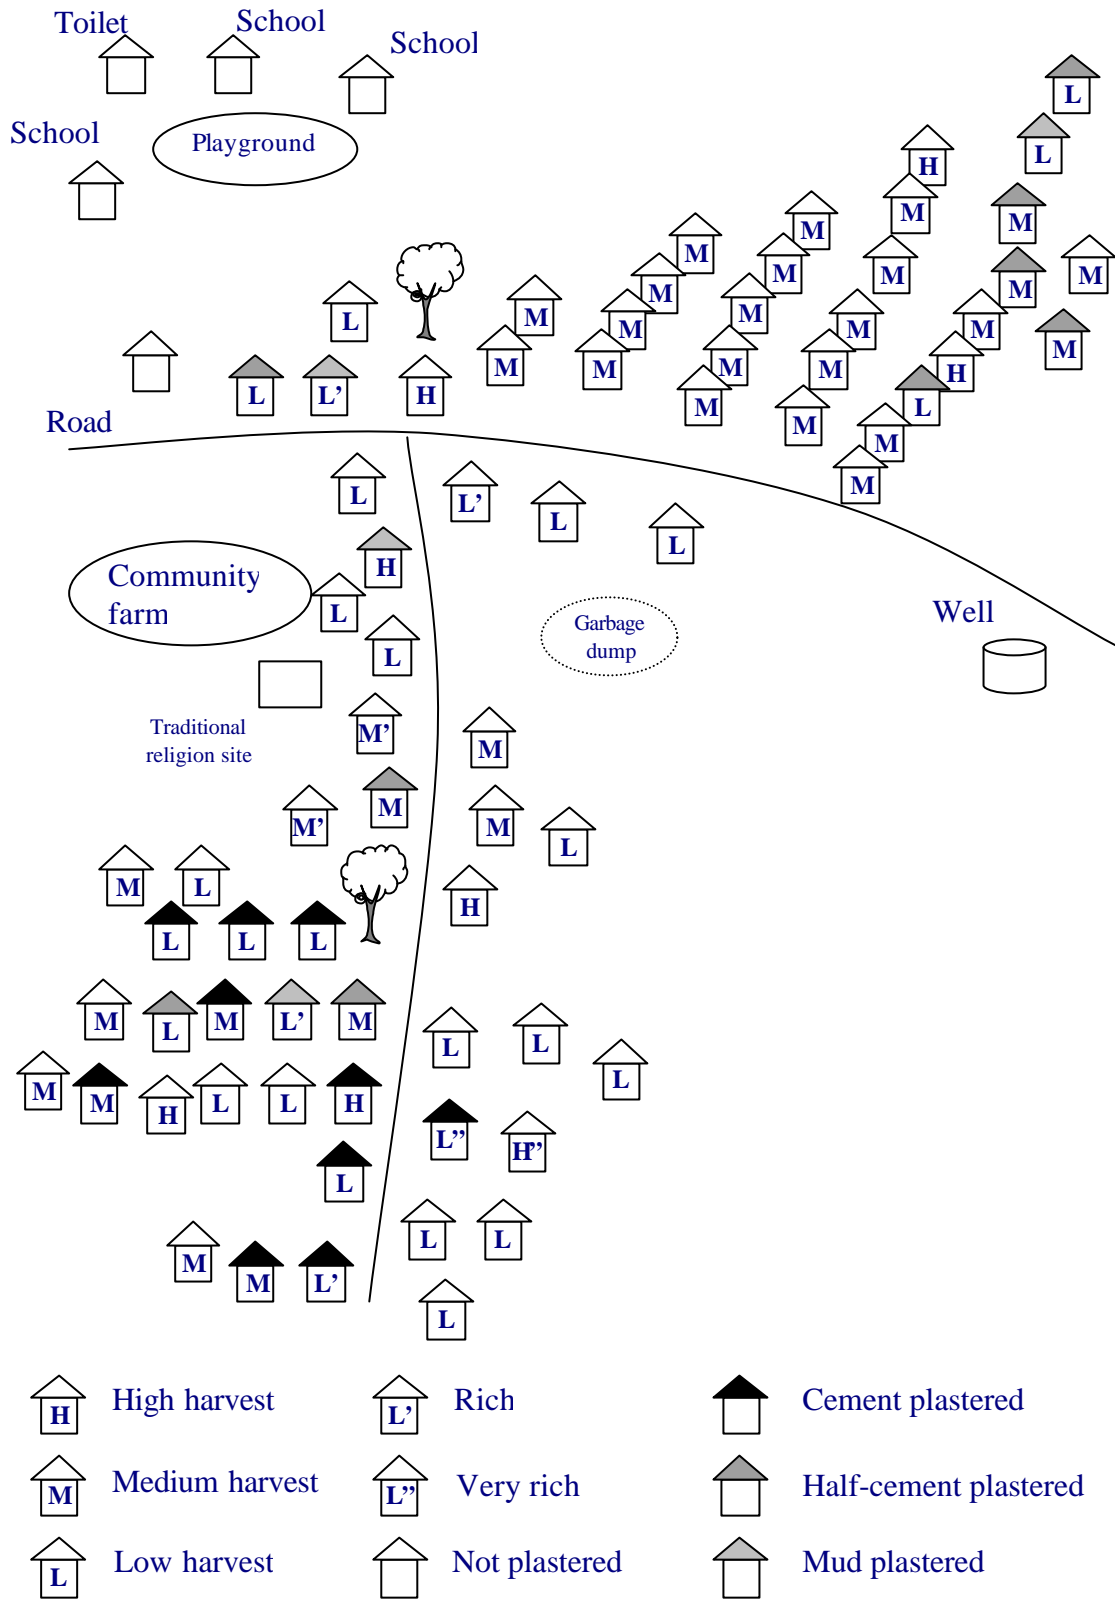 Toilet
School
School
School
Playground
L
L
H
M
M
M
M
M
M
M
M
M
L
M
M
M
M
M
M
M
M
M
M
M
M
H
M
L
L'
H
M
M
L
M
M
M
Road
L
L'
L
L
H
Community
farm
L
Garbage
dump
Well
L
Traditional
religion site
M'
M
M
M'
M
L
M
L
H
L
L
L
M
L
M
L'
M
L
L
L
M
M
H
L
L
H
L”
H”
L
L
L
M
M
L'
L
H
High harvest
L'
Rich
Cement plastered
M
Medium harvest
L”
Very rich
Half-cement plastered
L
Low harvest
Not plastered
Mud plastered